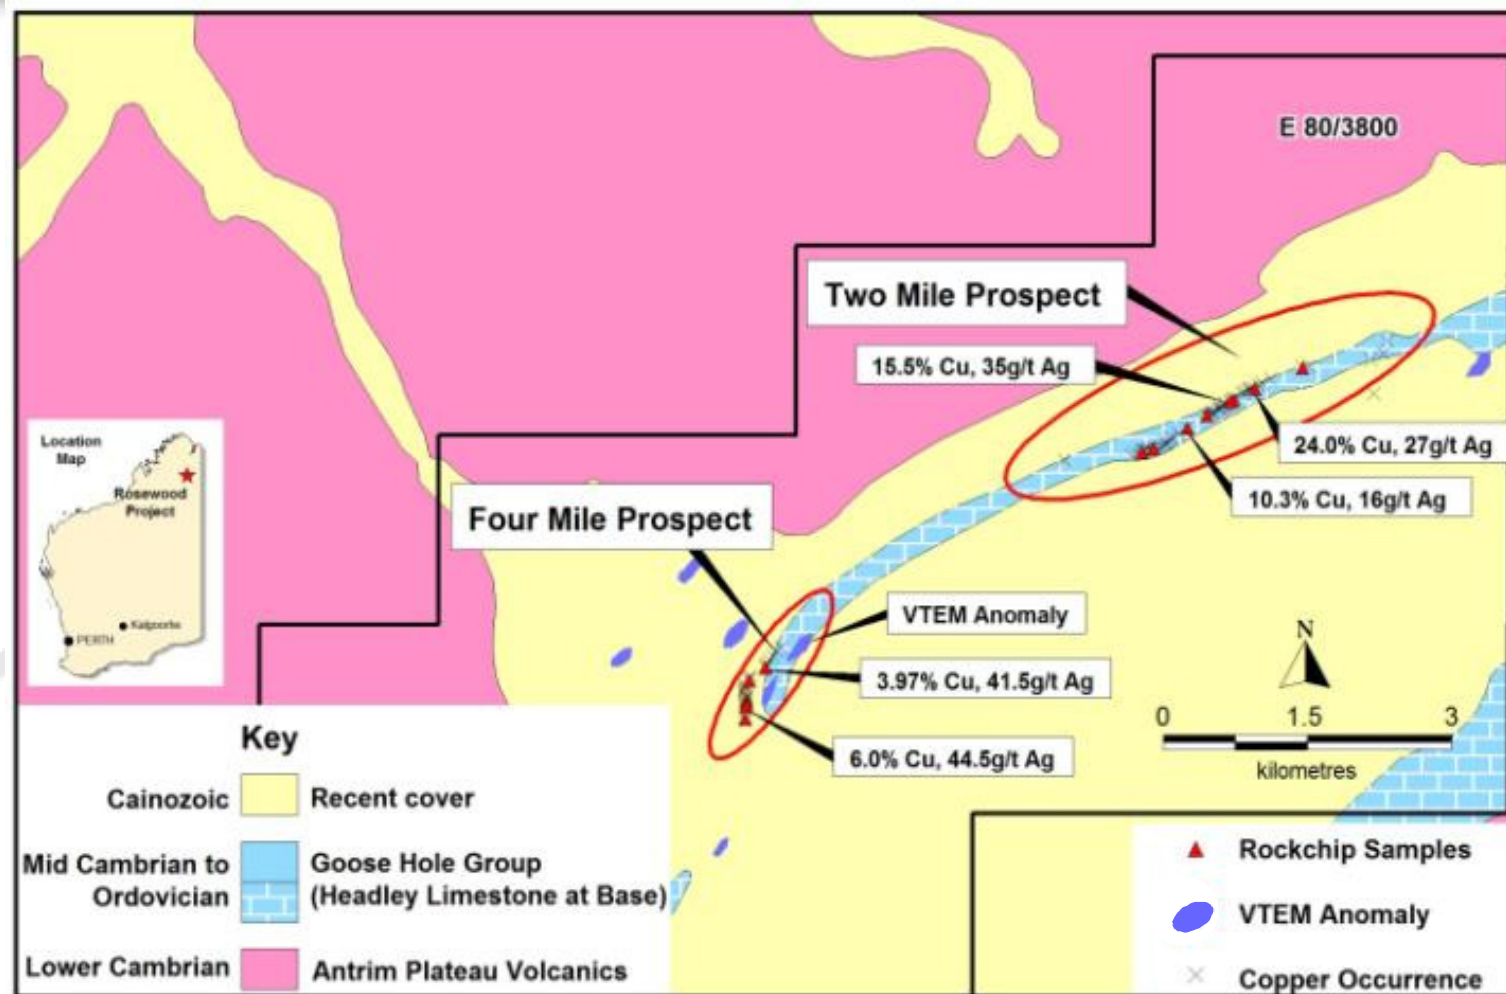 E 80/3800
Two Mile Prospect
15.5% Cu, 35g/t Ag
24.0% Cu, 27g/t Ag
10.3% Cu, 16g/t Ag
Location
Map
Rosewood
Project
Kalgoorlie
PERTH
Four Mile Prospect
VTEM Anomaly
3.97% Cu, 41.5g/t Ag
6.0% Cu, 44.5g/t Ag
N
0 1.5 3
kilometres
Key
Cainozoic Recent cover
Mid Cambrian to Goose Hole Group
Ordovician (Headley Limestone at Base)
Lower Cambrian Antrim Plateau Volcanics
Rockchip Samples
VTEM Anomaly
Copper Occurrence